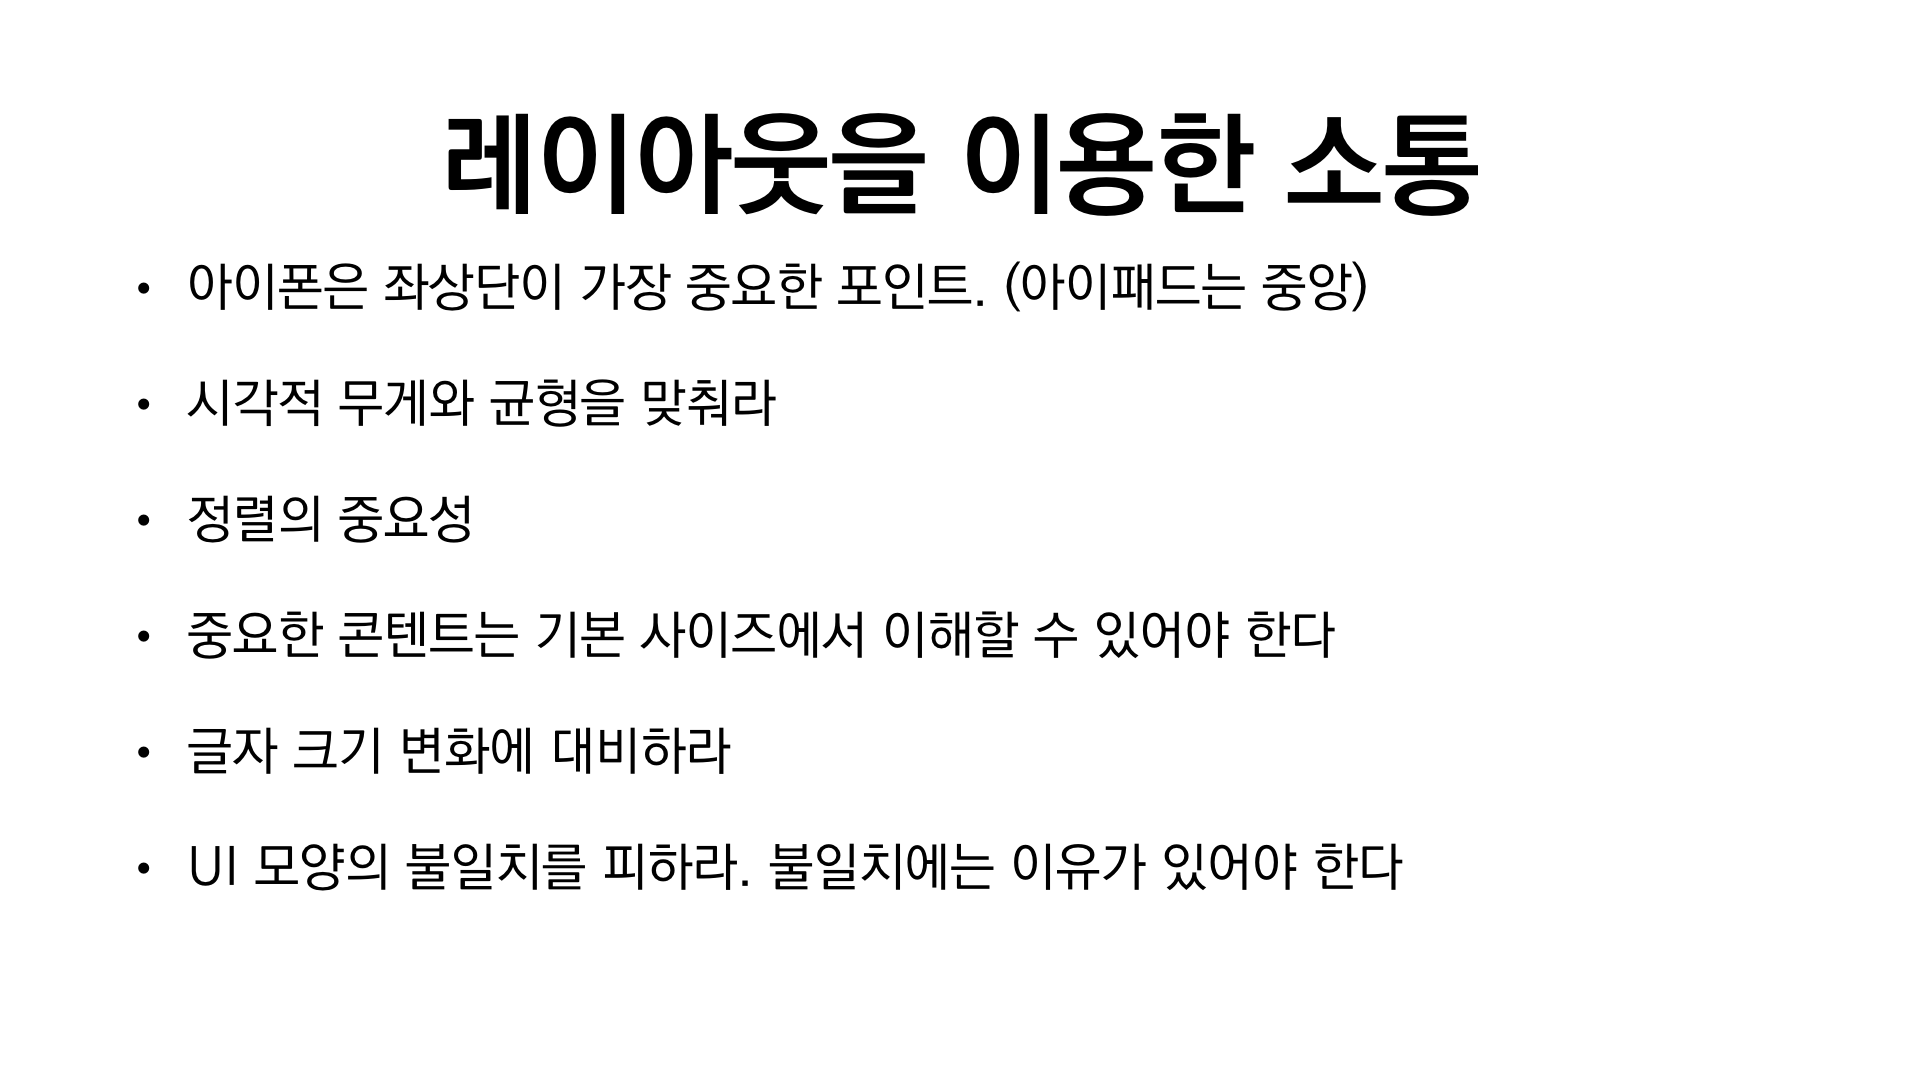 레이아웃을 이용한 소통
• 아이폰은 좌상단이 가장 중요한 포인트. (아이패드는 중앙)
• 시각적 무게와 균형을 맞춰라
• 정렬의 중요성
• 중요한 콘텐트는 기본 사이즈에서 이해할 수 있어야 한다
• 글자 크기 변화에 대비하라
• UI 모양의 불일치를 피하라. 불일치에는 이유가 있어야 한다